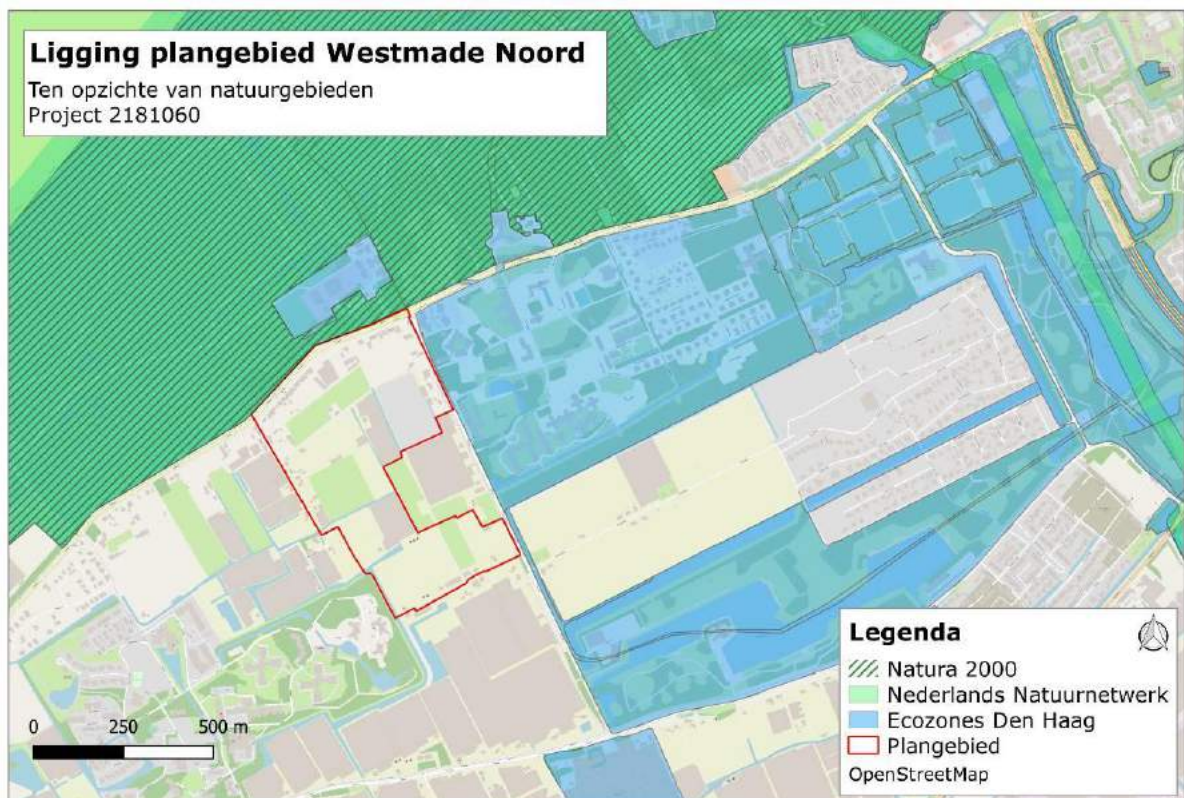 Ligging plangebied Westmade Noord
Ten opzichte van natuurgebieden
Project 2181060
0 250 500 m
Legenda
Natura 2000
Nederlands Natuurnetwerk
Ecozones Den Haag
Plangebied
OpenStreetMap